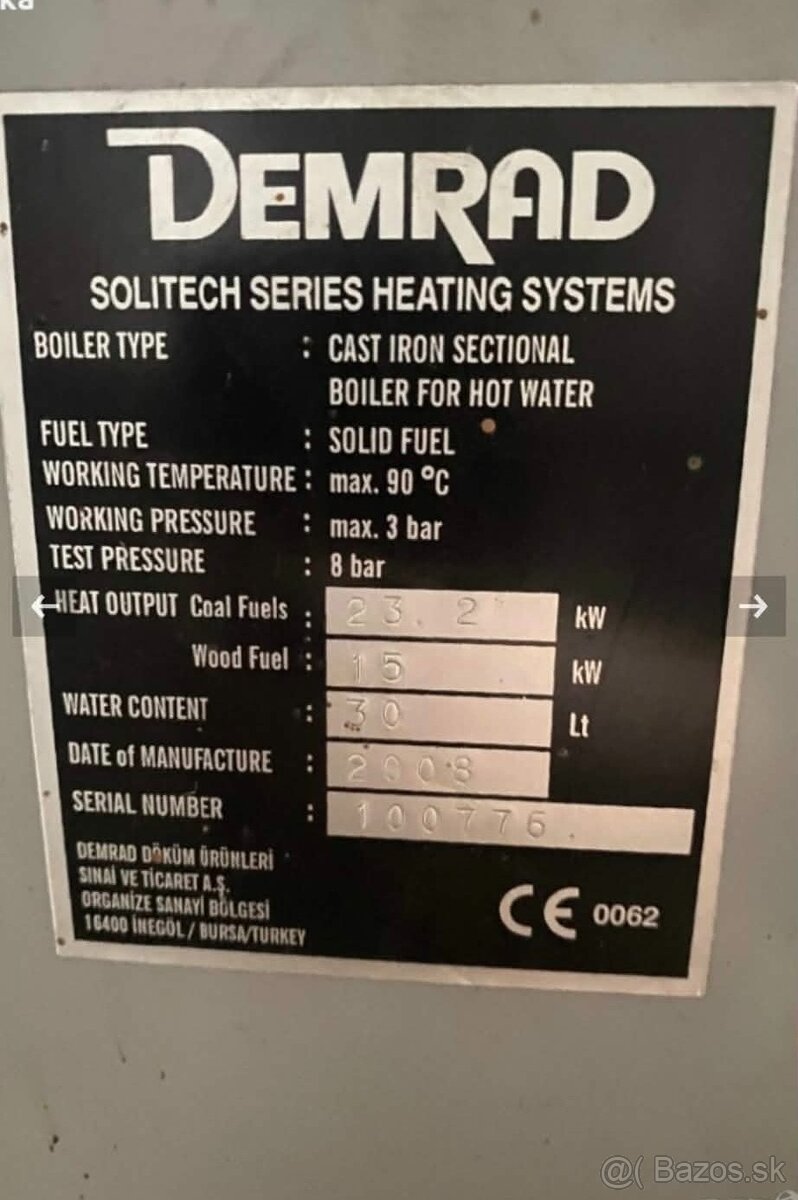 ka
DEMRAD
SOLITECH SERIES HEATING SYSTEMS
BOILER TYPE : CAST IRON SECTIONAL
BOILER FOR HOT WATER
FUEL TYPE : SOLID FUEL
WORKING TEMPERATURE : max. 90 °C
WORKING PRESSURE : max. 3 bar
TEST PRESSURE : 8 bar
HEAT OUTPUT Coal Fuels : 23.2 kW
Wood Fuel : 15 kW
WATER CONTENT : 30 Lt
DATE of MANUFACTURE : 2008
SERIAL NUMBER : 100776.
DEMRAD DÖKÜM ÜRÜNLERİ
SINAİ VE TİCARET A.Ş.
ORGANİZE SANAYİ BÖLGESİ
16400 İNEGÖL / BURSA/TURKEY
CE 0062
@( Bazos.sk